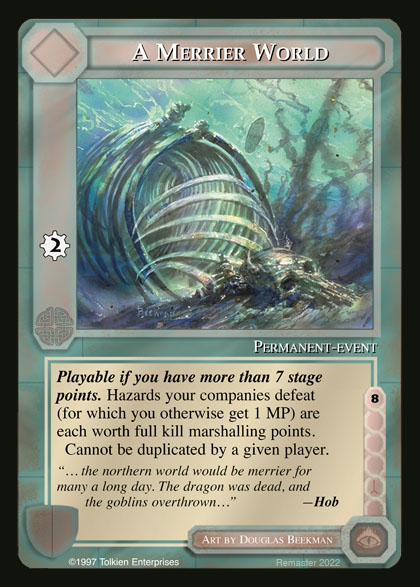 A Merrier World
2
Beekman
Permanent-event
Playable if you have more than 7 stage
points. Hazards your companies defeat
(for which you otherwise get 1 MP) are
each worth full kill marshalling points.
Cannot be duplicated by a given player.
“… the northern world would be merrier for
many a long day. The dragon was dead, and
the goblins overthrown…” —Hob
8
Art by Douglas Beekman
©1997 Tolkien Enterprises
Remaster 2022